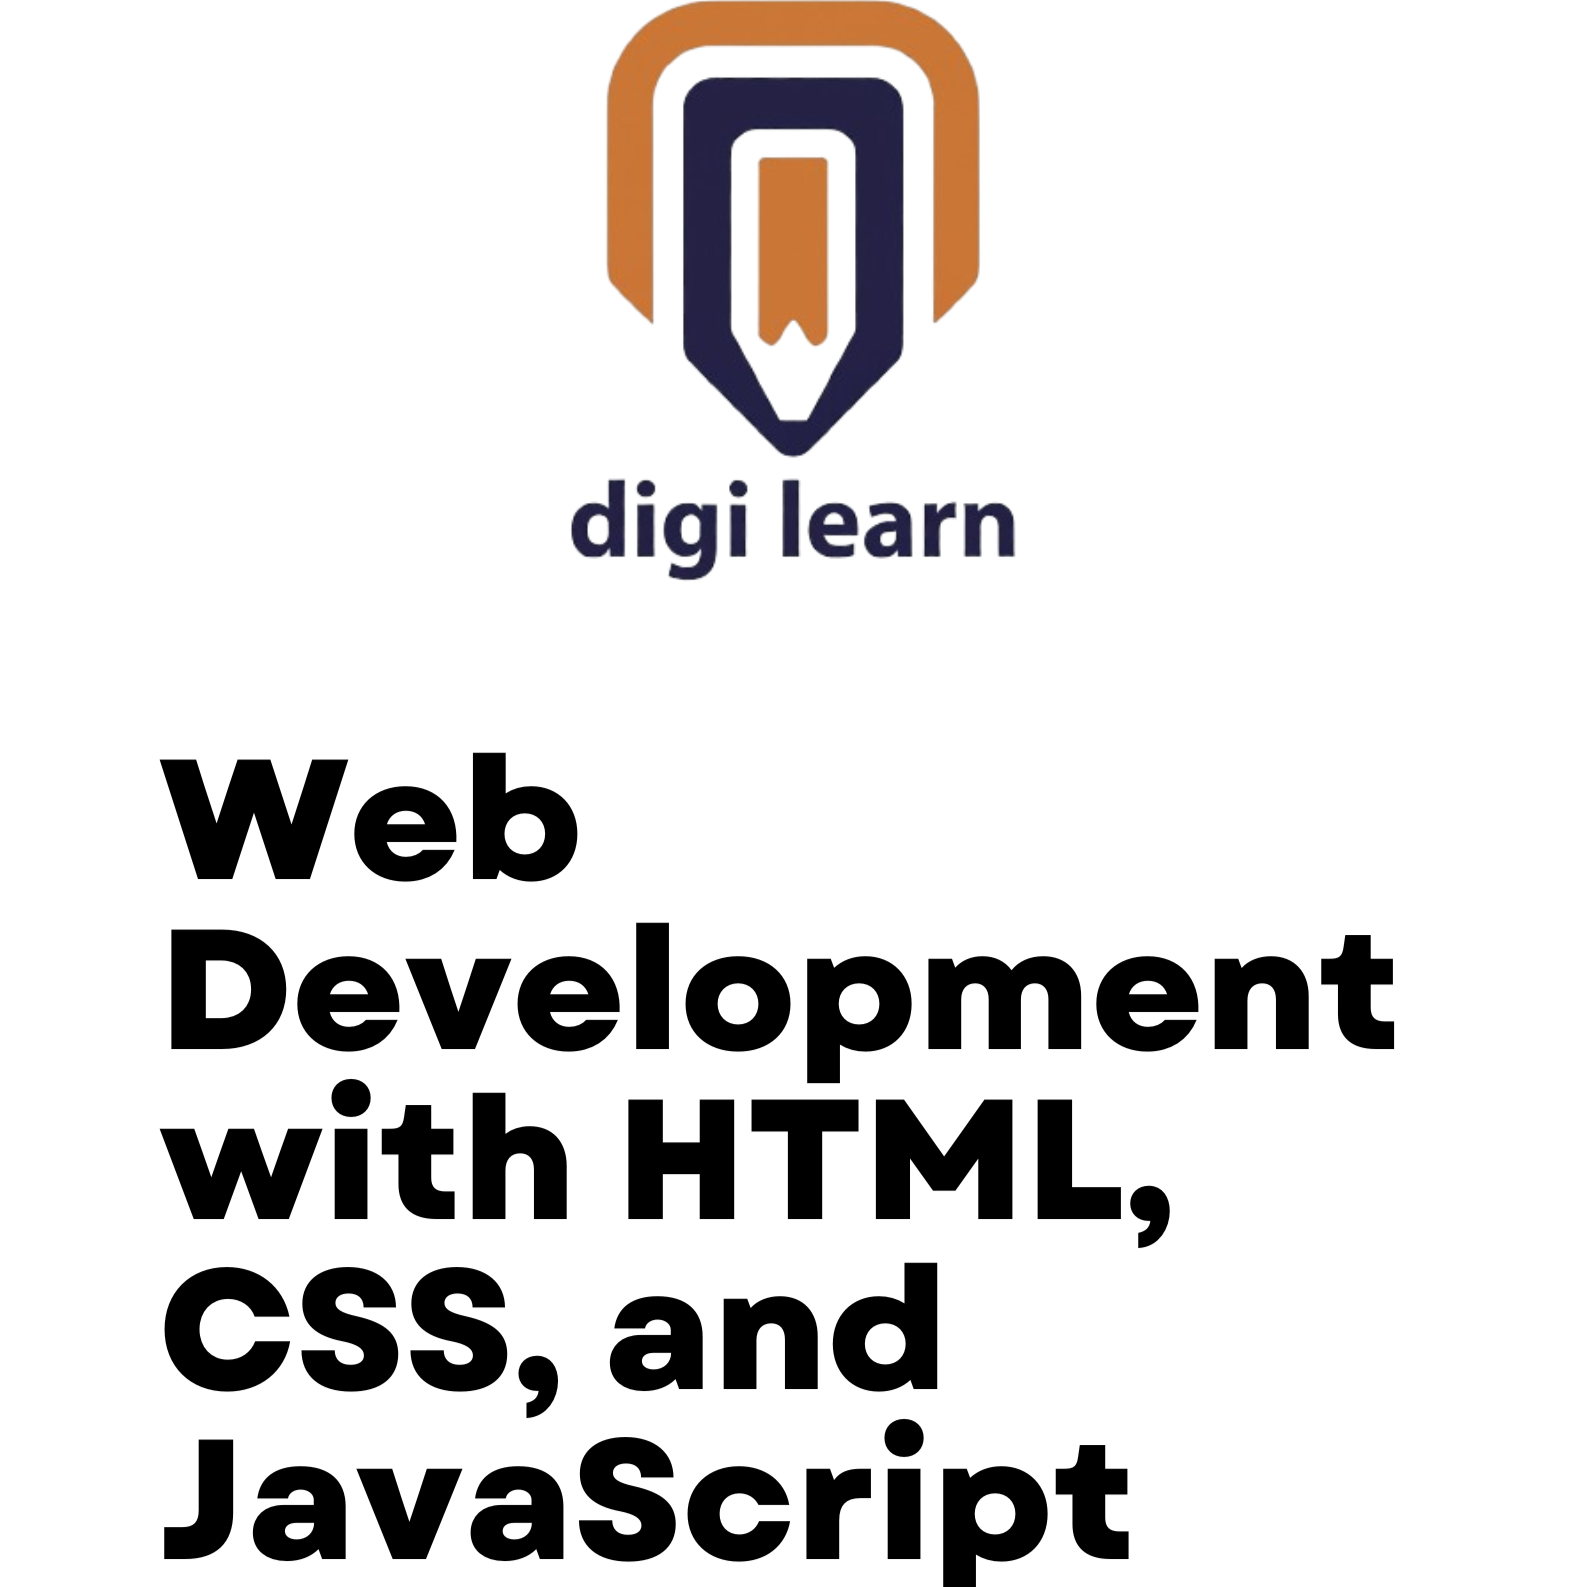 digi learn
Web
Development
with HTML,
CSS, and
JavaScript